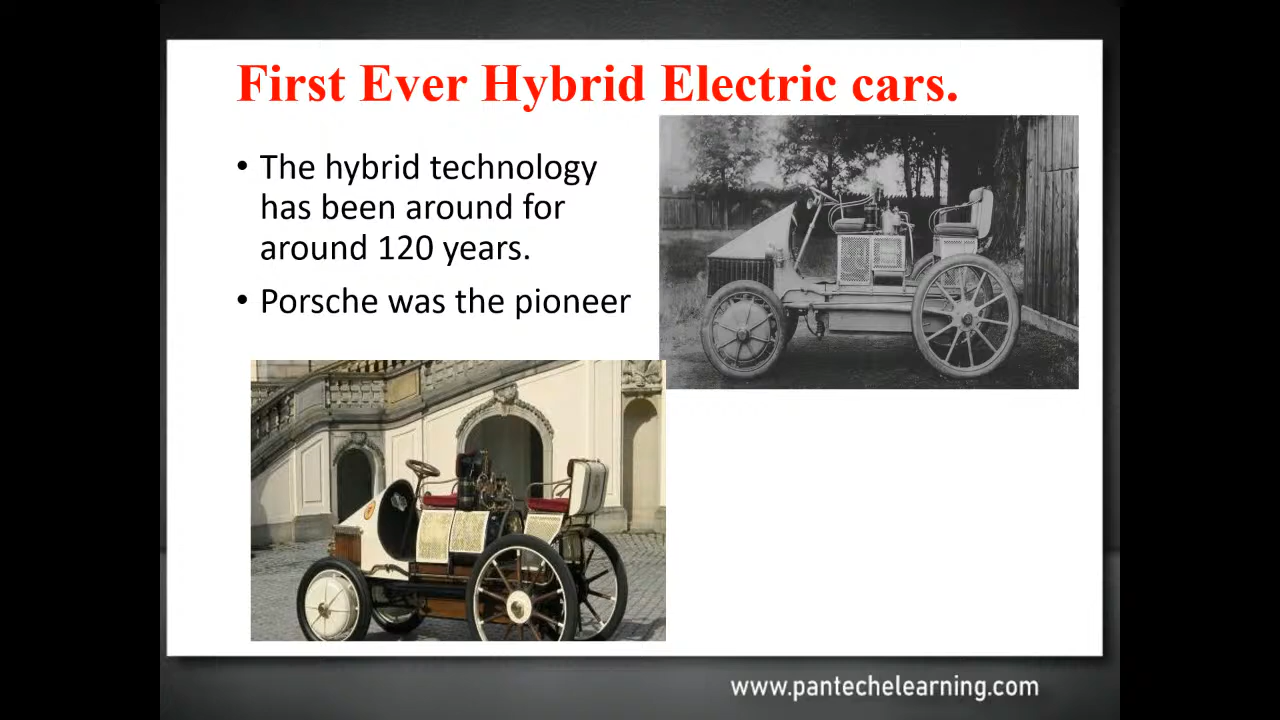 First Ever Hybrid Electric cars.
• The hybrid technology
has been around for
around 120 years.
• Porsche was the pioneer
www.pantechelearning.com